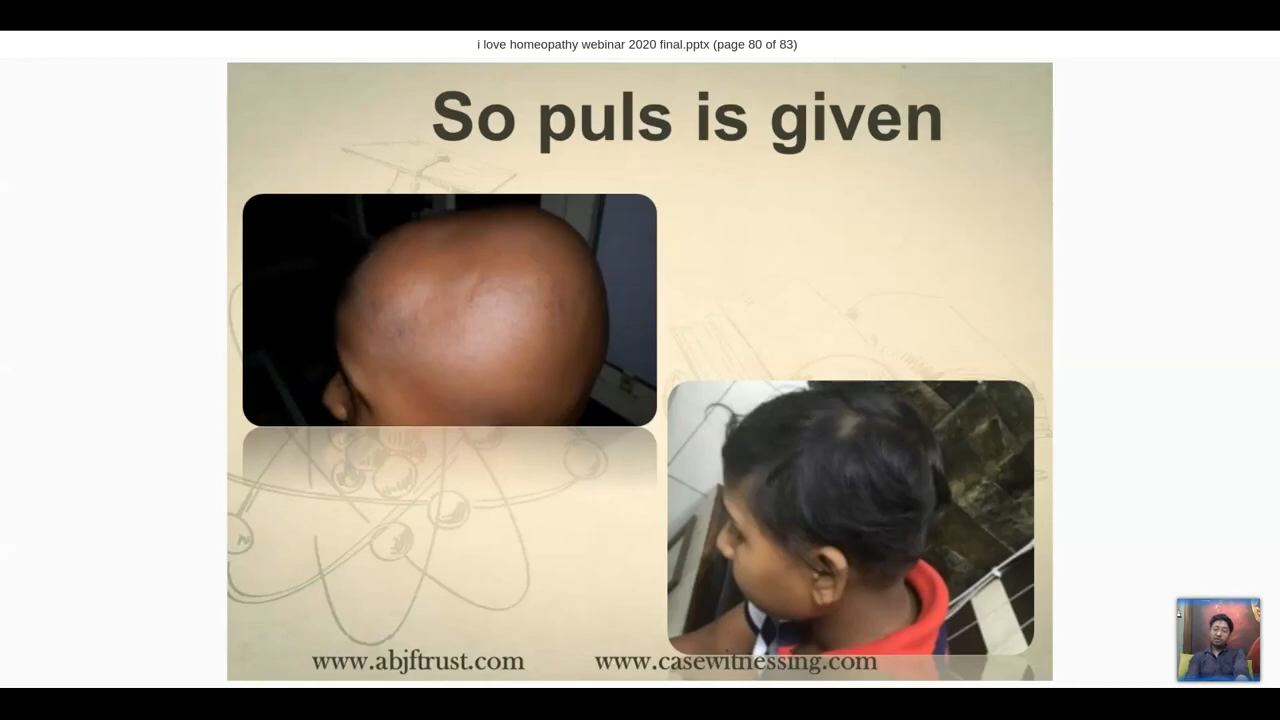 i love homeopathy webinar 2020 final.pptx (page 80 of 83)
So puls is given
www.abjftrust.com
www.casewitnessing.com